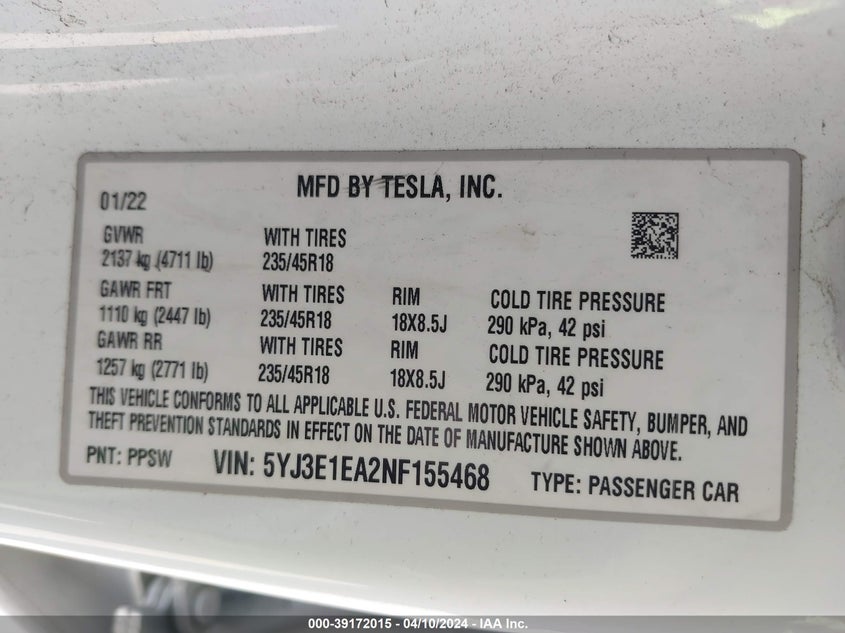 MFD BY TESLA, INC.
01/22
GVWR WITH TIRES
2137 kg (4711 lb) 235/45R18
GAWR FRT WITH TIRES RIM COLD TIRE PRESSURE
1110 kg (2447 lb) 235/45R18 18X8.5J 290 kPa, 42 psi
GAWR RR WITH TIRES RIM COLD TIRE PRESSURE
1257 kg (2771 lb) 235/45R18 18X8.5J 290 kPa, 42 psi
THIS VEHICLE CONFORMS TO ALL APPLICABLE U.S. FEDERAL MOTOR VEHICLE SAFETY, BUMPER, AND
THEFT PREVENTION STANDARDS IN EFFECT ON THE DATE OF MANUFACTURE SHOWN ABOVE.
PNT: PPSW VIN: 5YJ3E1EA2NF155468 TYPE: PASSENGER CAR
000-39172015 - 04/10/2024 - IAA Inc.